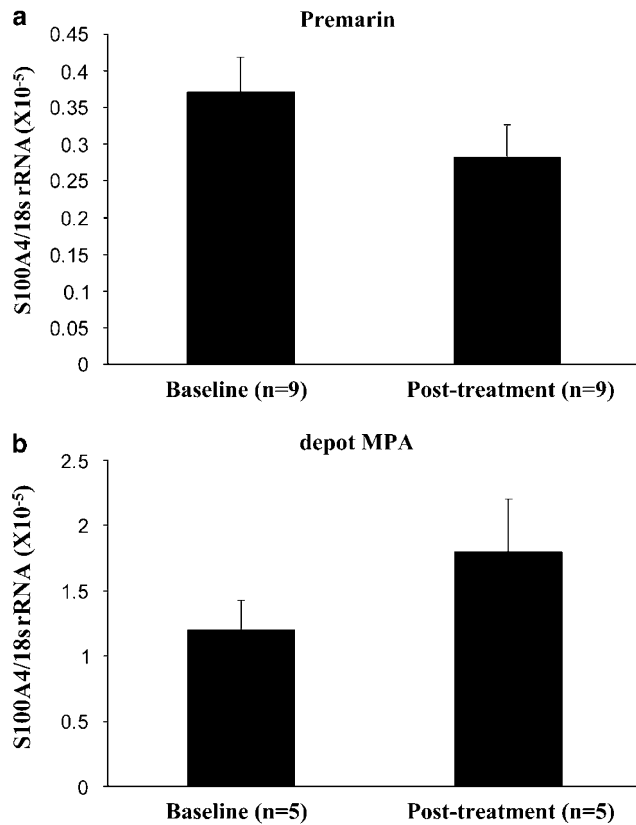 a
Premarin
S100A4/18s rRNA (X10⁻⁵)
0.45
0.4
0.35
0.3
0.25
0.2
0.15
0.1
0.05
0
Baseline (n=9)
Post-treatment (n=9)
b
depot MPA
S100A4/18s rRNA (X10⁻⁵)
2.5
2
1.5
1
0.5
0
Baseline (n=5)
Post-treatment (n=5)